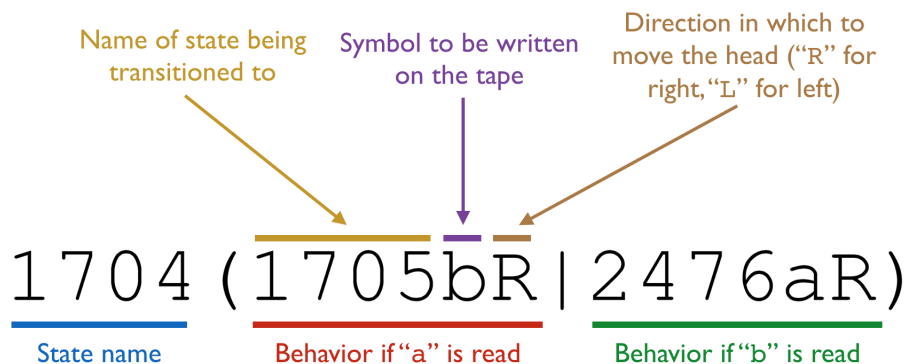 Name of state being
transitioned to
Symbol to be written
on the tape
Direction in which to
move the head (“R” for
right, “L” for left)
1704(1705bR|2476aR)
State name
Behavior if “a” is read
Behavior if “b” is read